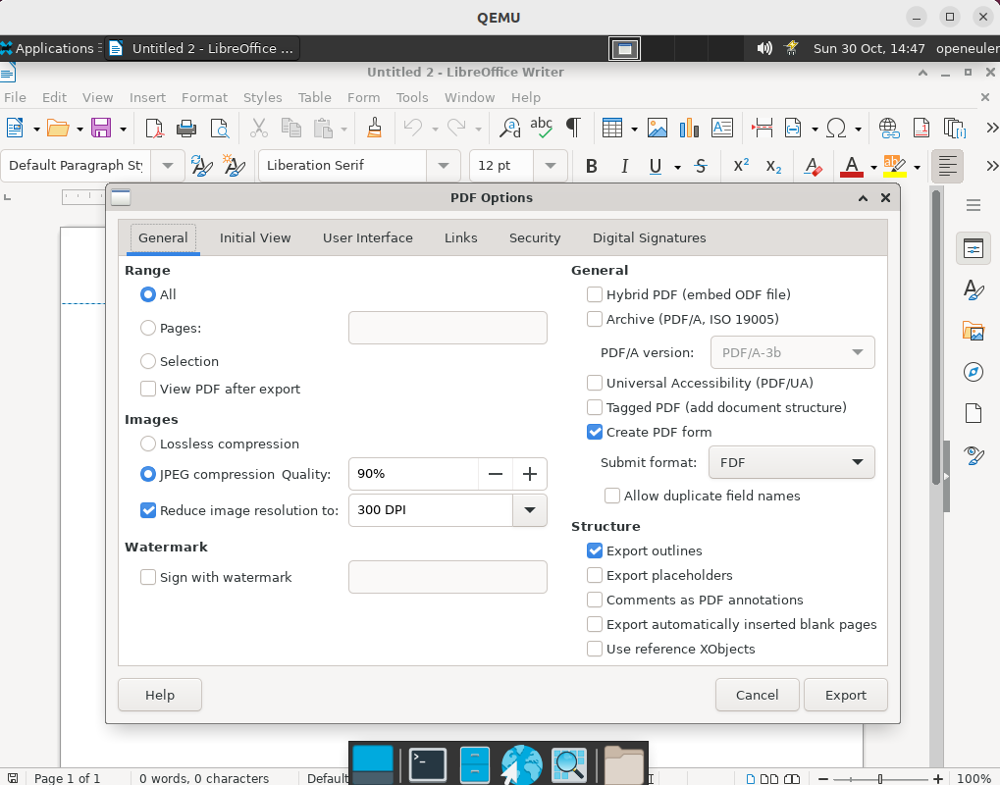 QEMU
Applications
Untitled 2 - LibreOffice ...
Sun 30 Oct, 14:47
openeuler
Untitled 2 - LibreOffice Writer
File Edit View Insert Format Styles Table Form Tools Window Help
Default Paragraph Sty
Liberation Serif
12 pt
PDF Options
General Initial View User Interface Links Security Digital Signatures
Range
All
Pages:
Selection
View PDF after export
Images
Lossless compression
JPEG compression Quality: 90%
Reduce image resolution to: 300 DPI
Watermark
Sign with watermark
General
Hybrid PDF (embed ODF file)
Archive (PDF/A, ISO 19005)
PDF/A version: PDF/A-3b
Universal Accessibility (PDF/UA)
Tagged PDF (add document structure)
Create PDF form
Submit format: FDF
Allow duplicate field names
Structure
Export outlines
Export placeholders
Comments as PDF annotations
Export automatically inserted blank pages
Use reference XObjects
Help Cancel Export
Page 1 of 1 0 words, 0 characters Default 100%